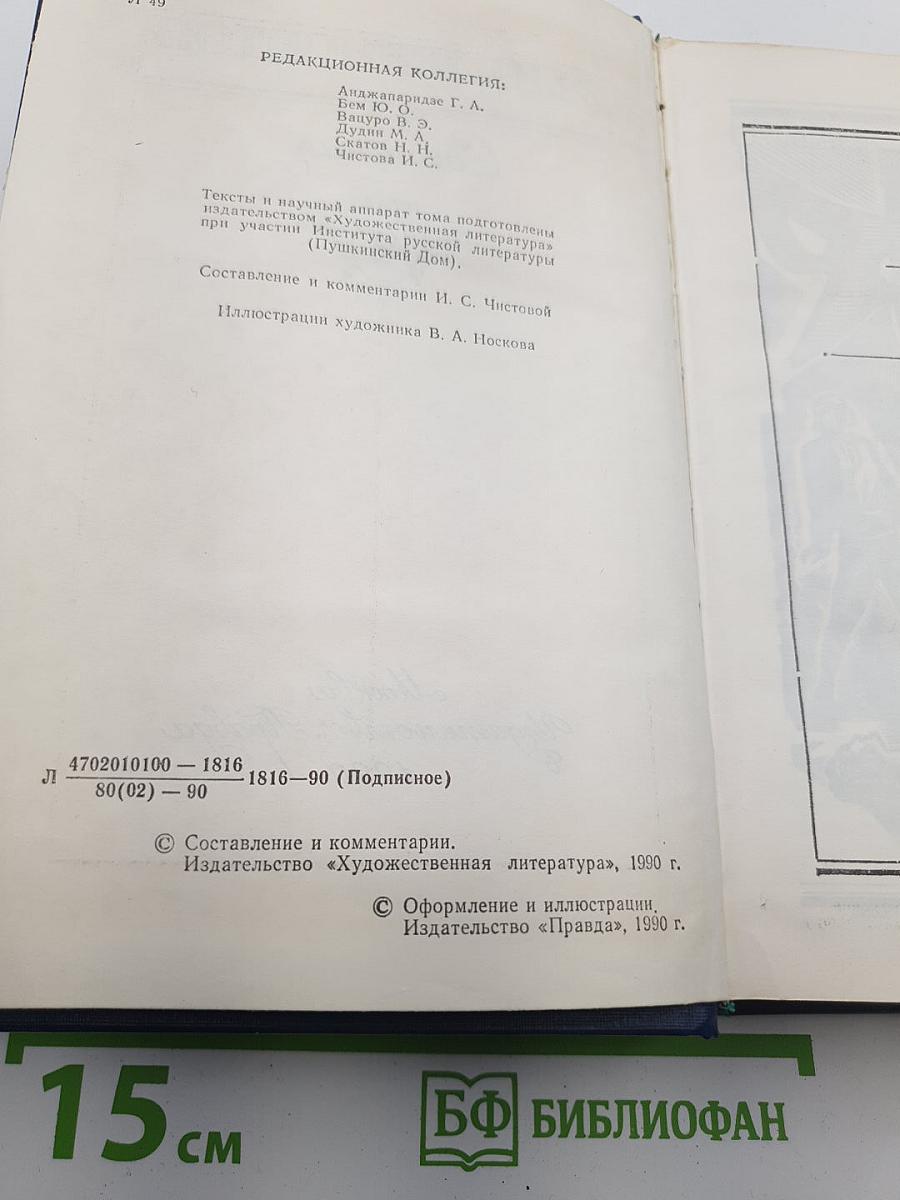 Л 49
РЕДАКЦИОННАЯ КОЛЛЕГИЯ:
Анджапаридзе Г. А.
Бем Ю. О.
Вацуро В. Э.
Дудин М. А.
Скатов Н. Н.
Чистова И. С.
Тексты и научный аппарат тома подготовлены
издательством «Художественная литература»
при участии Института русской литературы
(Пушкинский Дом).
Составление и комментарии И. С. Чистовой
Иллюстрации художника В. А. Носкова
Л 4702010100 — 1816
80(02) — 90
1816—90 (Подписное)
© Составление и комментарии.
Издательство «Художественная литература», 1990 г.
© Оформление и иллюстрации.
Издательство «Правда», 1990 г.
15 см
БФ БИБЛИОФАН